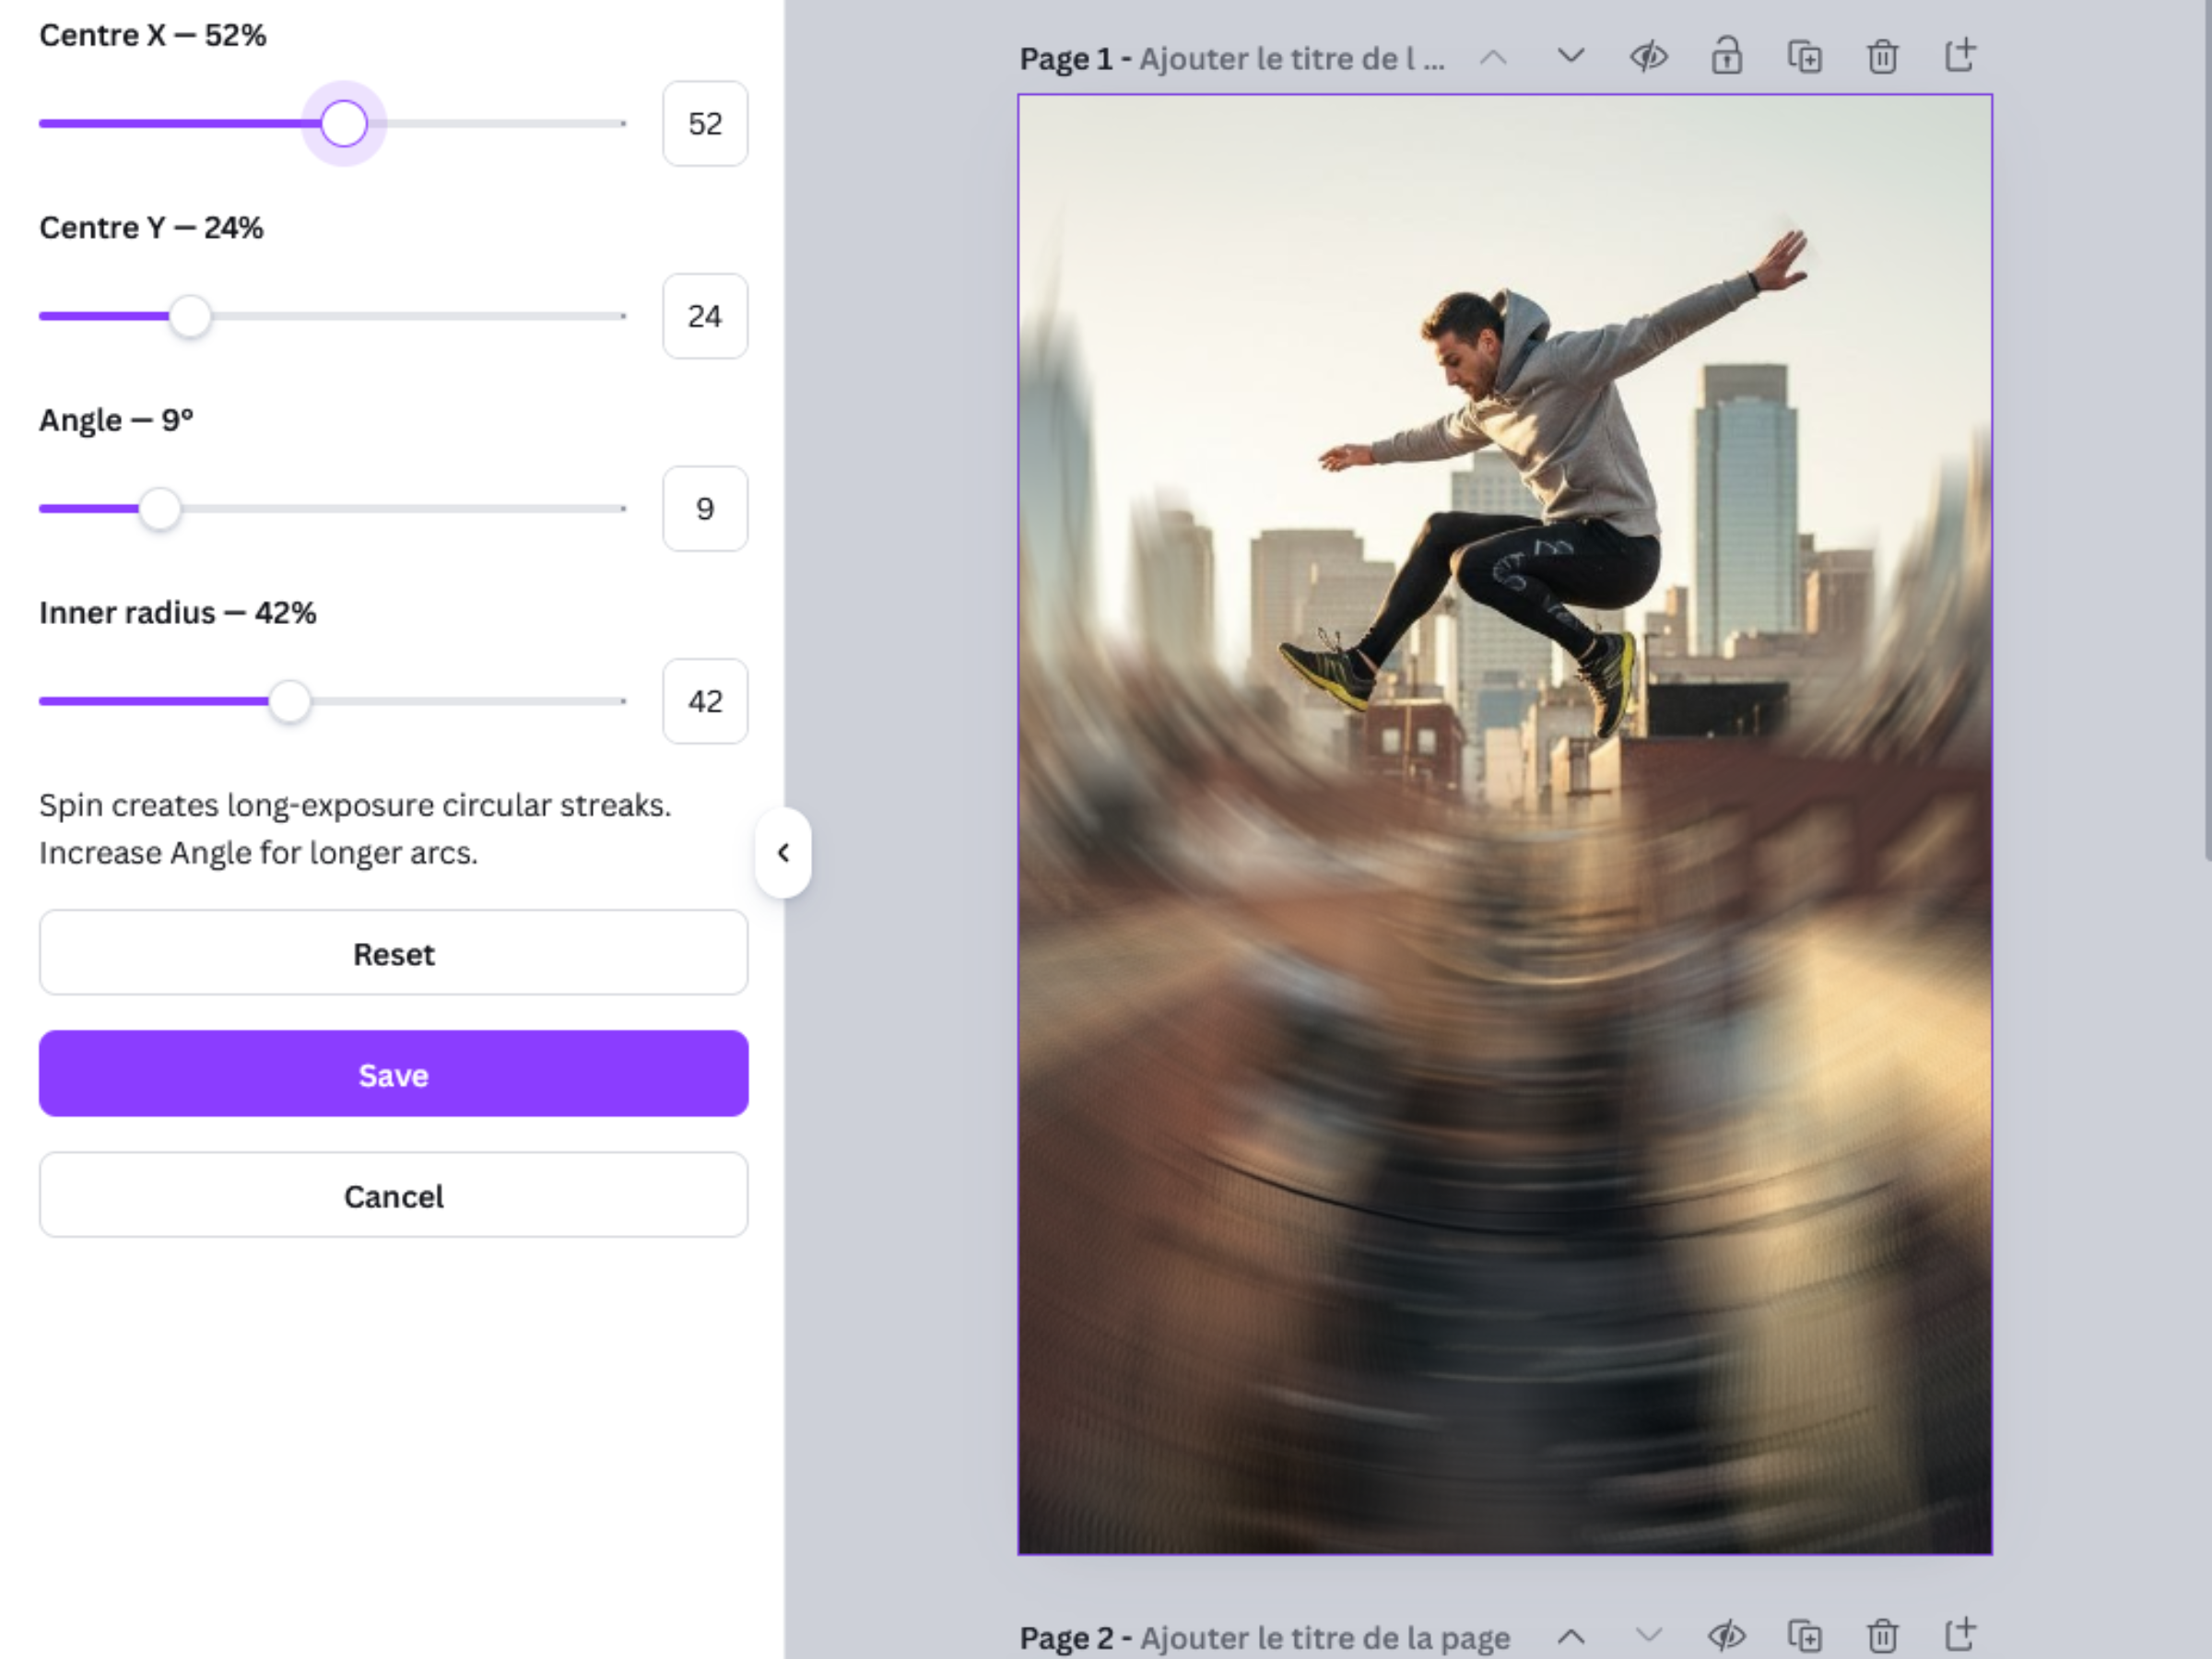 Centre X — 52%
52
Centre Y — 24%
24
Angle — 9°
9
Inner radius — 42%
42
Spin creates long-exposure circular streaks.
Increase Angle for longer arcs.
Reset
Save
Cancel
Page 1 - Ajouter le titre de l ...
Page 2 - Ajouter le titre de la page